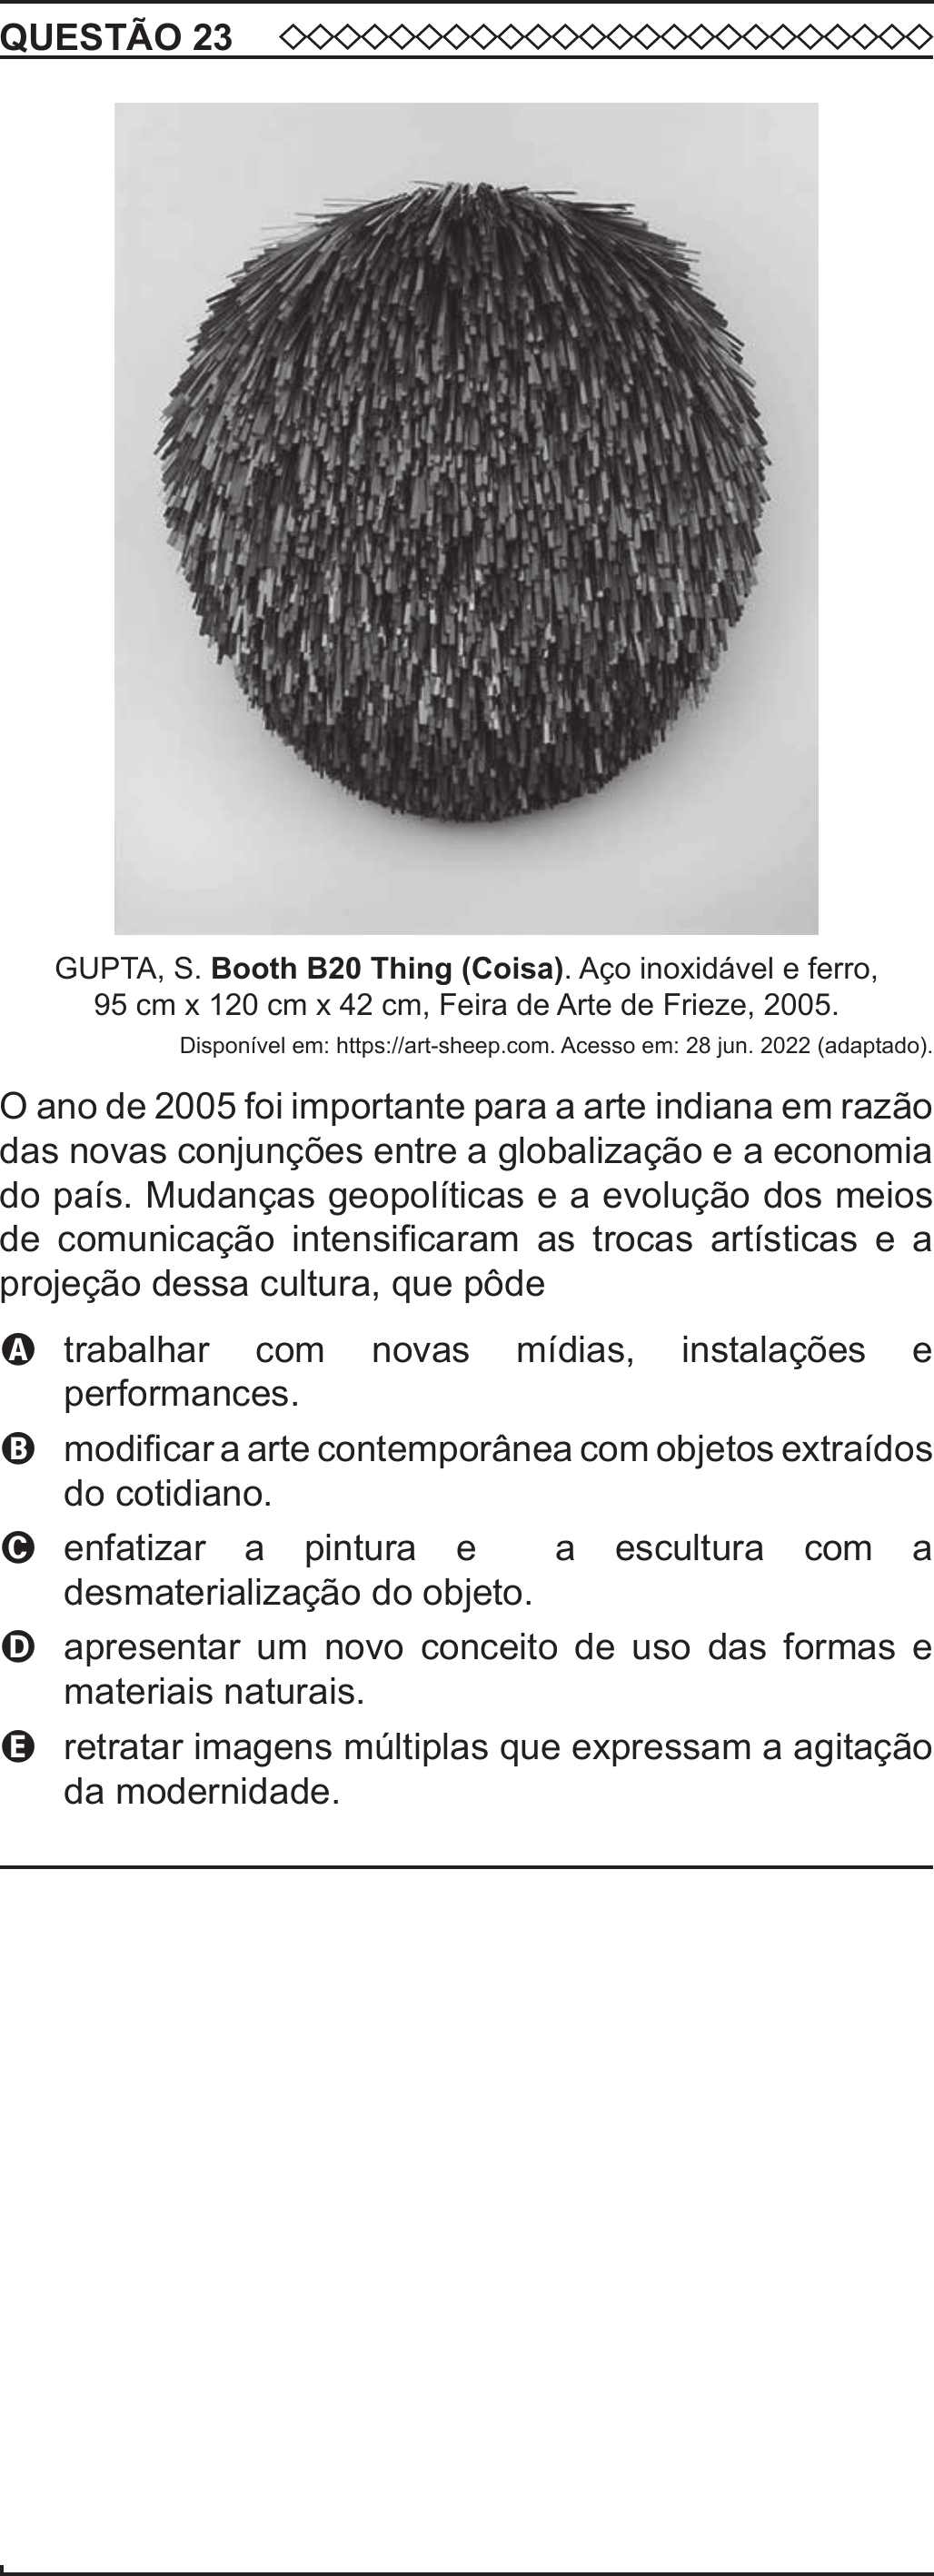 QUESTÃO 23
GUPTA, S. Booth B20 Thing (Coisa). Aço inoxidável e ferro,
95 cm x 120 cm x 42 cm, Feira de Arte de Frieze, 2005.
Disponível em: https://art-sheep.com. Acesso em: 28 jun. 2022 (adaptado).
O ano de 2005 foi importante para a arte indiana em razão
das novas conjunções entre a globalização e a economia
do país. Mudanças geopolíticas e a evolução dos meios
de comunicação intensificaram as trocas artísticas e a
projeção dessa cultura, que pôde
A trabalhar com novas mídias, instalações e
performances.
B modificar a arte contemporânea com objetos extraídos
do cotidiano.
C enfatizar a pintura e a escultura com a
desmaterialização do objeto.
D apresentar um novo conceito de uso das formas e
materiais naturais.
E retratar imagens múltiplas que expressam a agitação
da modernidade.